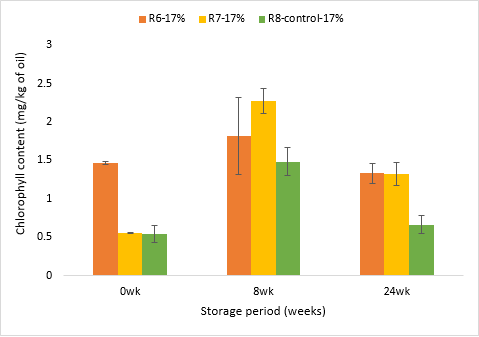 R6-17% R7-17% R8-control-17%
Chlorophyll content (mg/kg of oil)
3
2.5
2
1.5
1
0.5
0
0wk 8wk 24wk
Storage period (weeks)